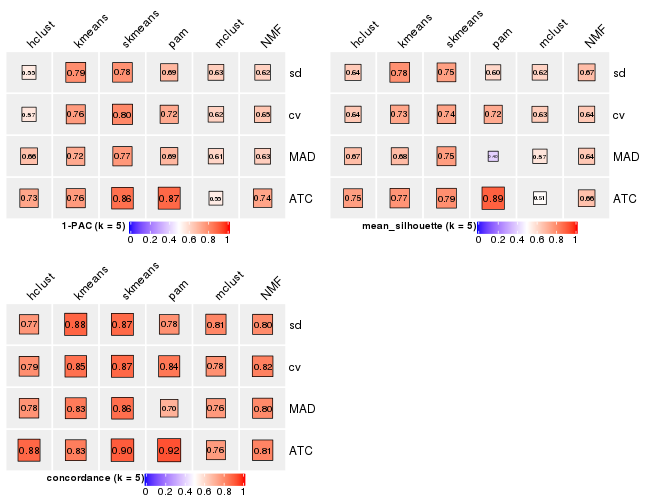 hclust kmeans skmeans pam mclust NMF
0.55 0.79 0.78 0.69 0.63 0.62 sd
0.57 0.76 0.80 0.72 0.62 0.65 cv
0.66 0.72 0.77 0.69 0.61 0.63 MAD
0.73 0.76 0.86 0.87 0.55 0.74 ATC
1-PAC (k = 5)
0 0.2 0.4 0.6 0.8 1
hclust kmeans skmeans pam mclust NMF
0.64 0.78 0.75 0.60 0.62 0.67 sd
0.64 0.73 0.74 0.72 0.63 0.64 cv
0.67 0.68 0.75 0.57 0.64 MAD
0.75 0.77 0.79 0.89 0.51 0.66 ATC
mean_silhouette (k = 5)
0 0.2 0.4 0.6 0.8 1
hclust kmeans skmeans pam mclust NMF
0.77 0.88 0.87 0.78 0.81 0.80 sd
0.79 0.85 0.87 0.84 0.78 0.82 cv
0.78 0.83 0.86 0.70 0.76 0.80 MAD
0.88 0.83 0.90 0.92 0.76 0.81 ATC
concordance (k = 5)
0 0.2 0.4 0.6 0.8 1